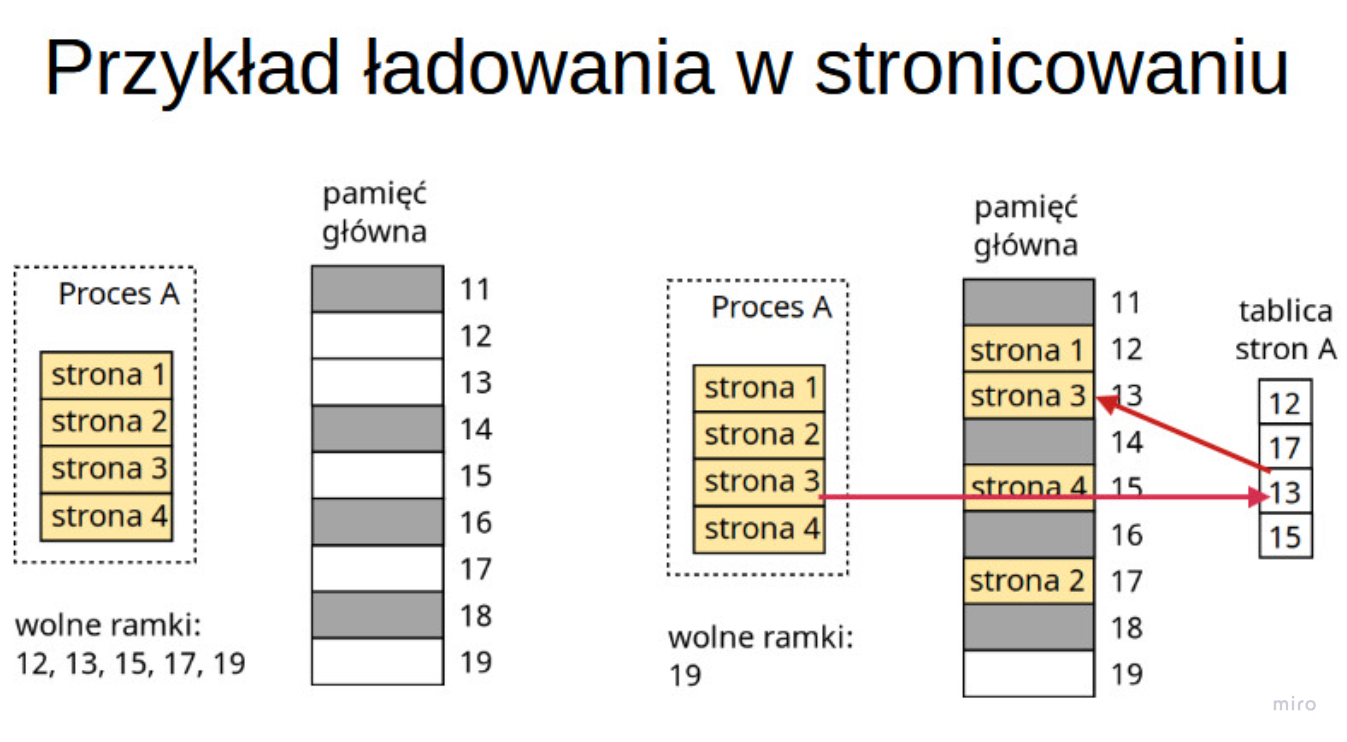 Przykład ładowania w stronicowaniu
pamięć
główna
Proces A
strona 1
strona 2
strona 3
strona 4
11
12
13
14
15
16
17
18
19
wolne ramki:
12, 13, 15, 17, 19
pamięć
główna
Proces A
strona 1
strona 2
strona 3
strona 4
11
strona 1 12
strona 3 13
14
strona 4 15
16
strona 2 17
18
19
tablica
stron A
12
17
13
15
wolne ramki:
19
miro